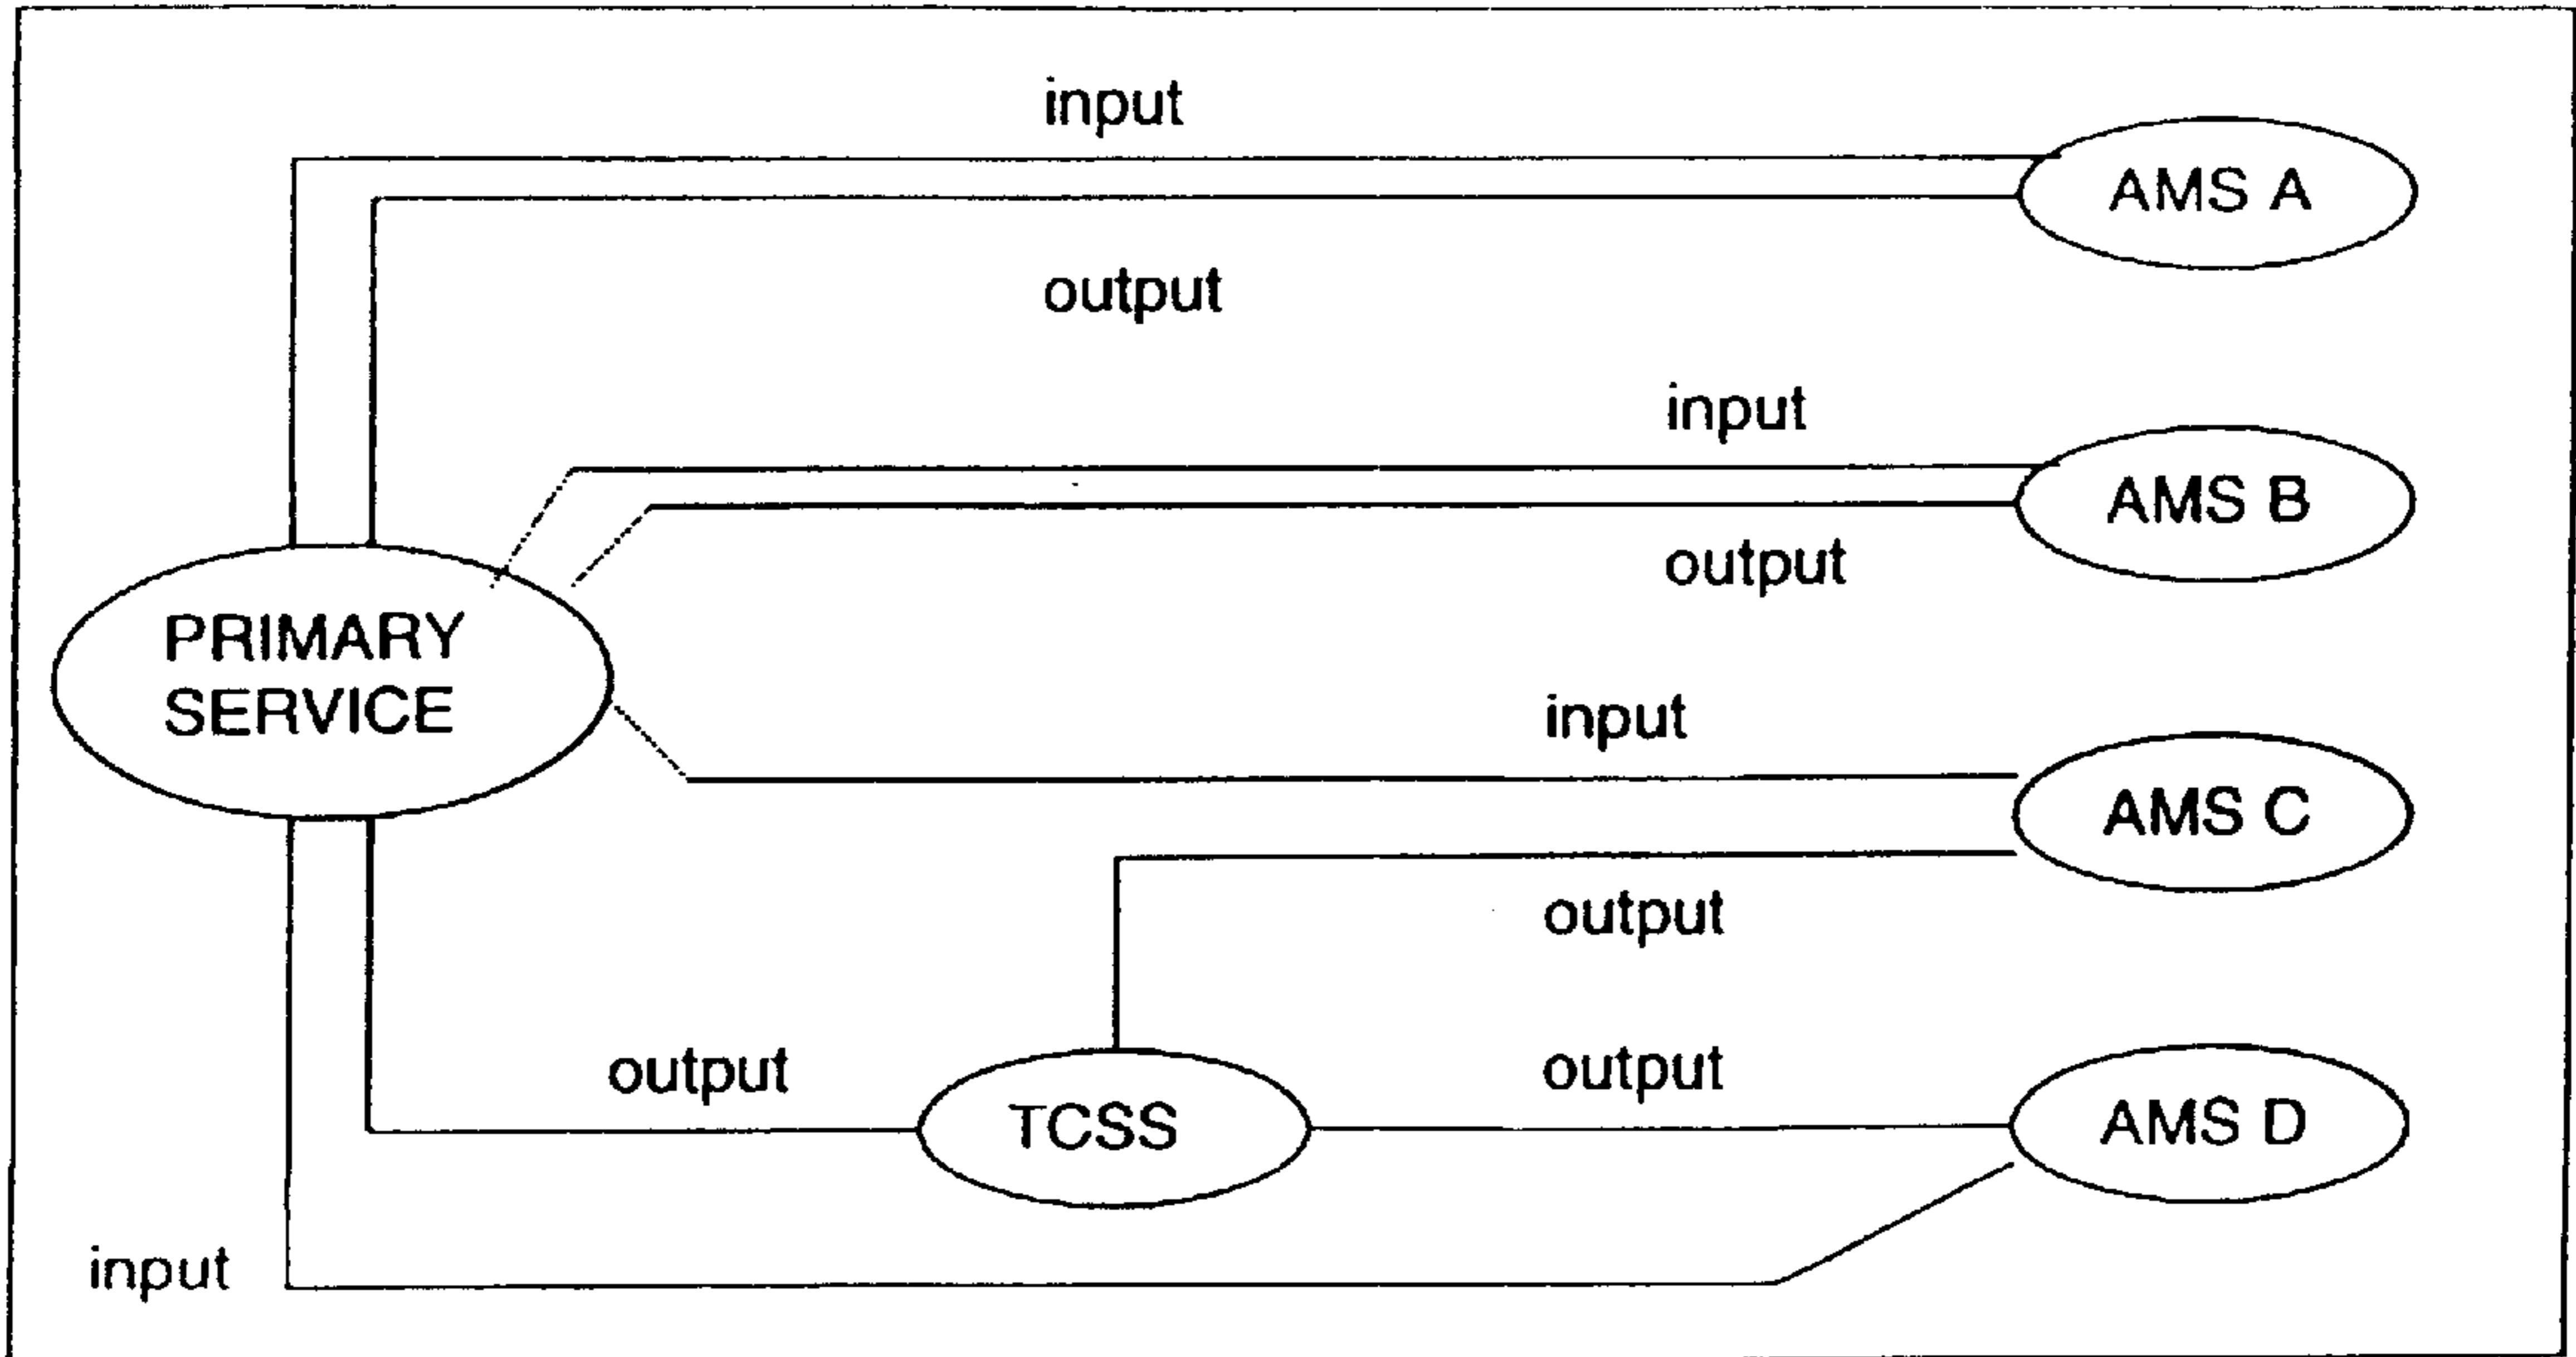 input
AMS A
output
input
AMS B
output
PRIMARY
SERVICE
input
AMS C
output
output
output
TCSS
AMS D
input